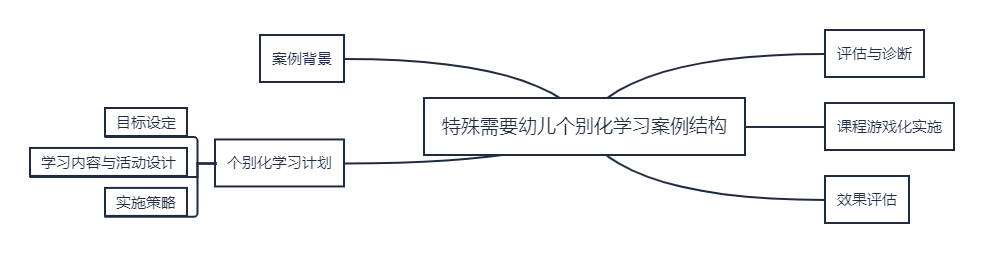 特殊需要幼儿个别化学习案例结构
案例背景
评估与诊断
课程游戏化实施
效果评估
个别化学习计划
目标设定
学习内容与活动设计
实施策略